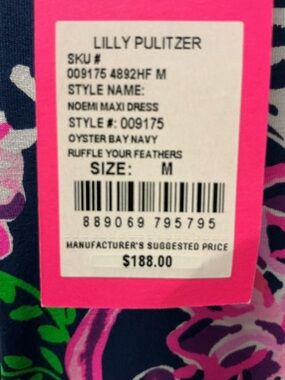 LILLY PULITZER
SKU #
009175 4892HF M
STYLE NAME:
NOEMI MAXI DRESS
STYLE #: 009175
OYSTER BAY NAVY
RUFFLE YOUR FEATHERS
SIZE: M
889069 795795
MANUFACTURER'S SUGGESTED PRICE
$188.00